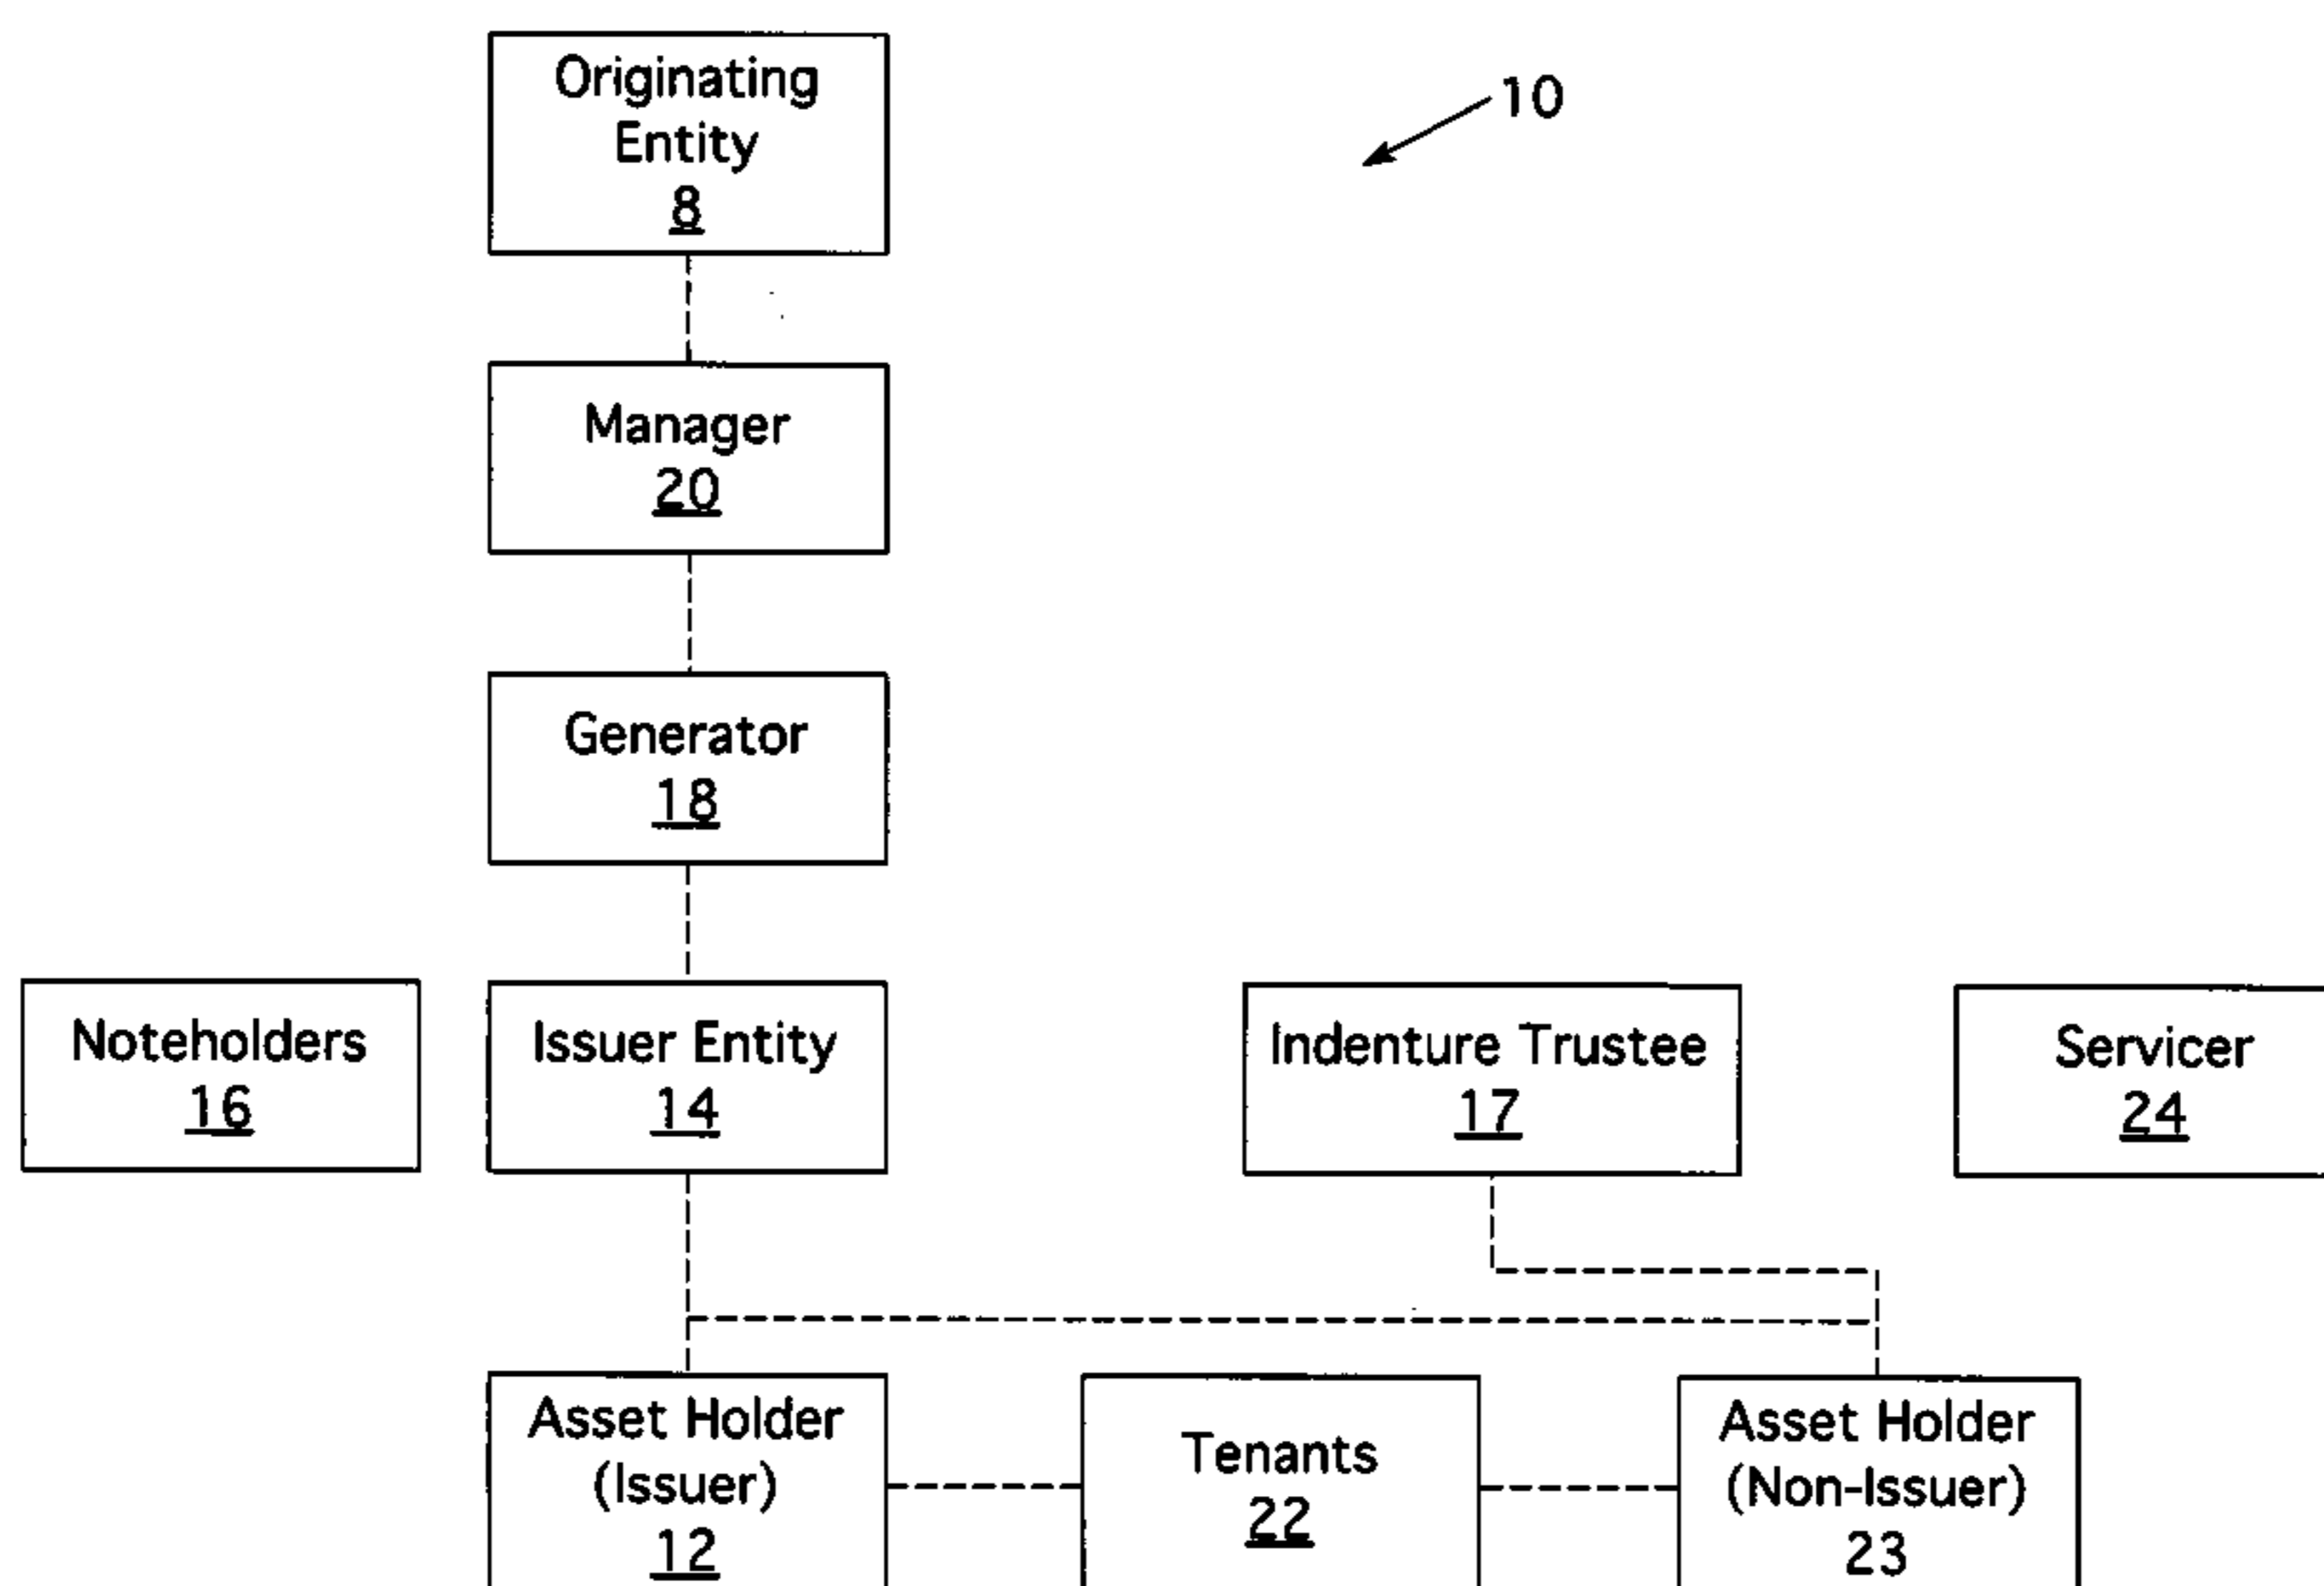 Originating
Entity
8
10
Manager
20
Generator
18
Noteholders
16
Issuer Entity
14
Indenture Trustee
17
Servicer
24
Asset Holder
(Issuer)
12
Tenants
22
Asset Holder
(Non-Issuer)
23